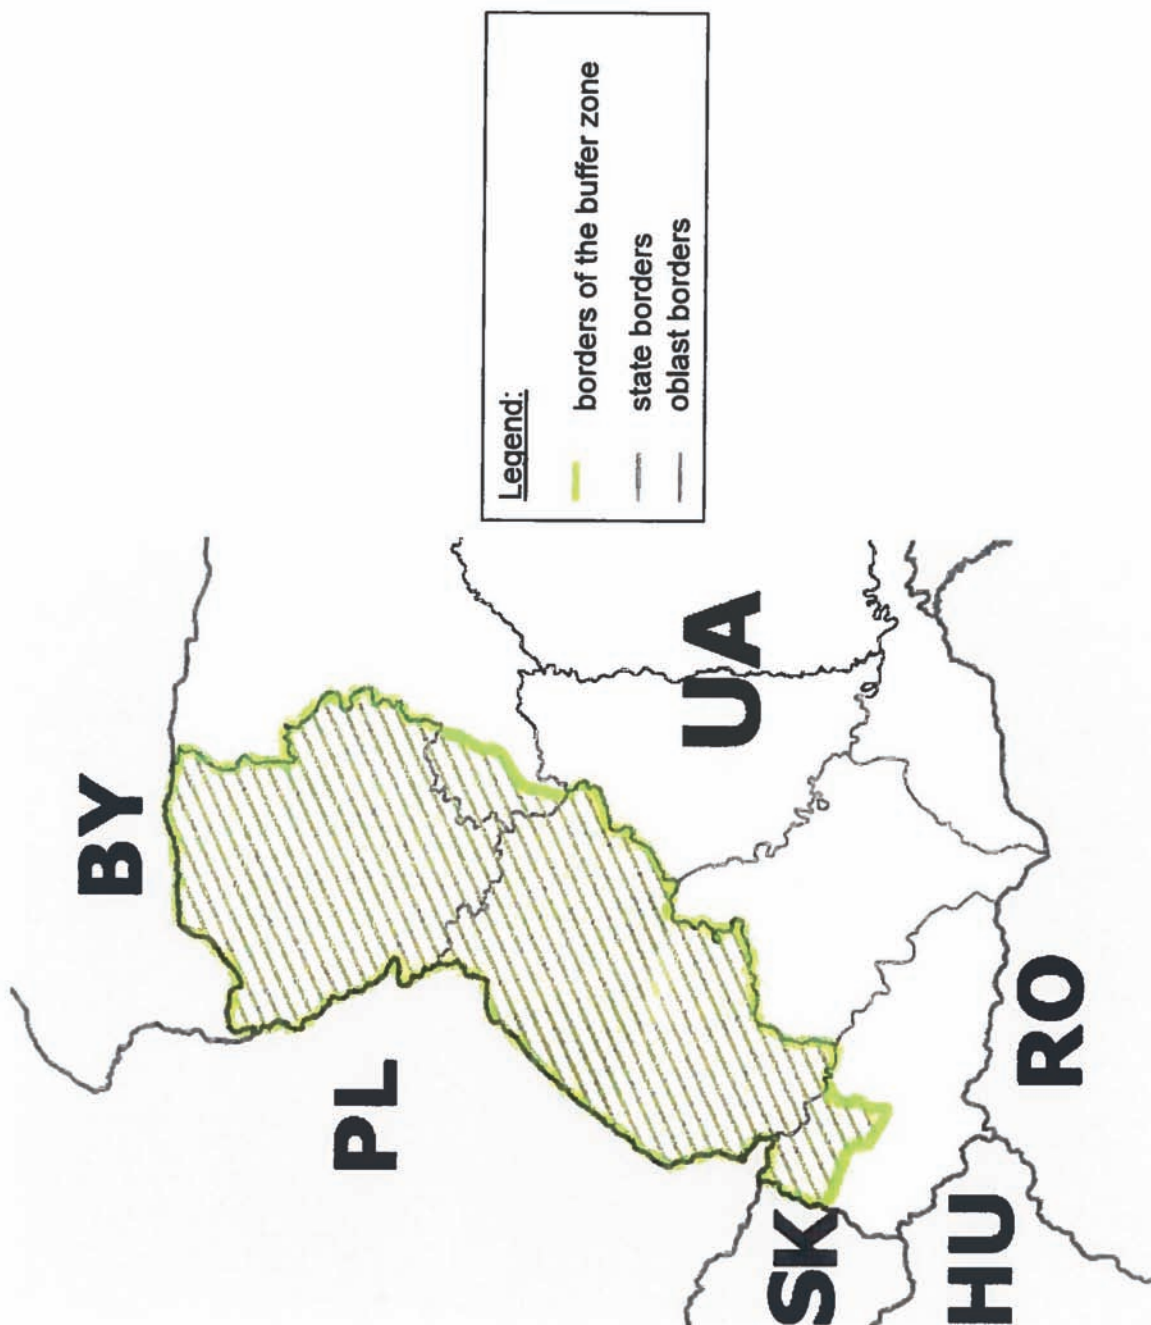 Legend:
borders of the buffer zone
state borders
oblast borders
BY
PL
UA
SK
HU
RO